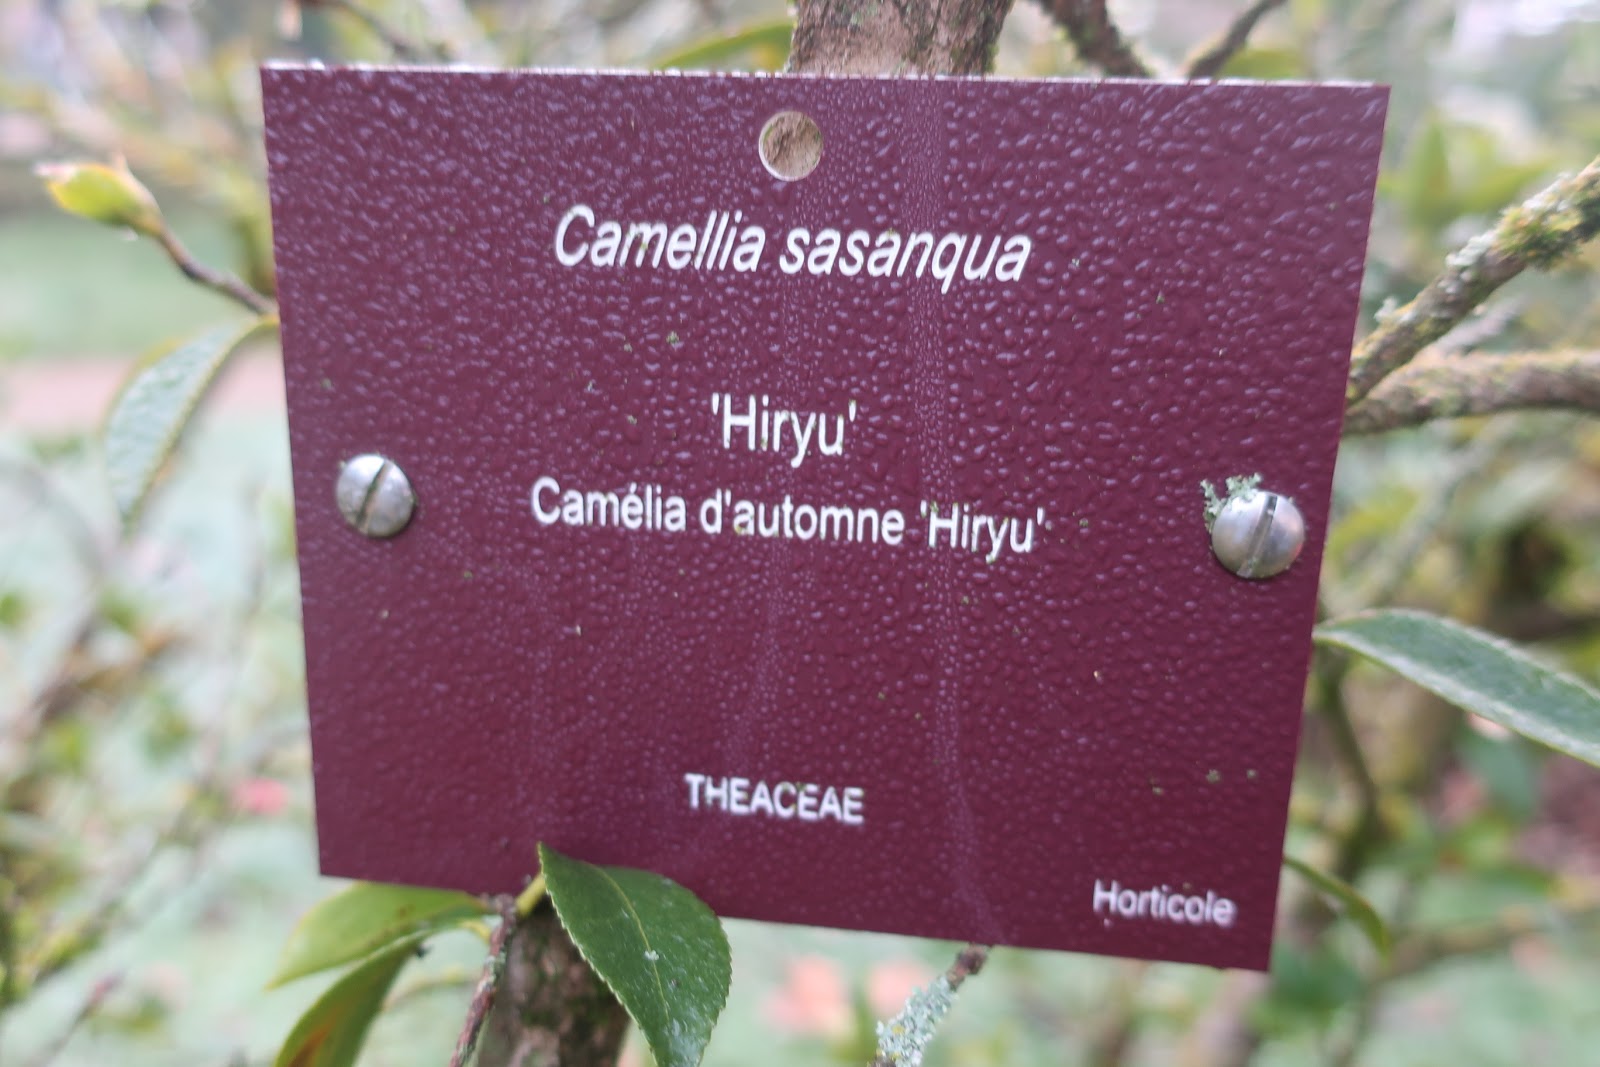 Camellia sasanqua
'Hiryu'
Camélia d'automne 'Hiryu'
THEACEAE
Horticole